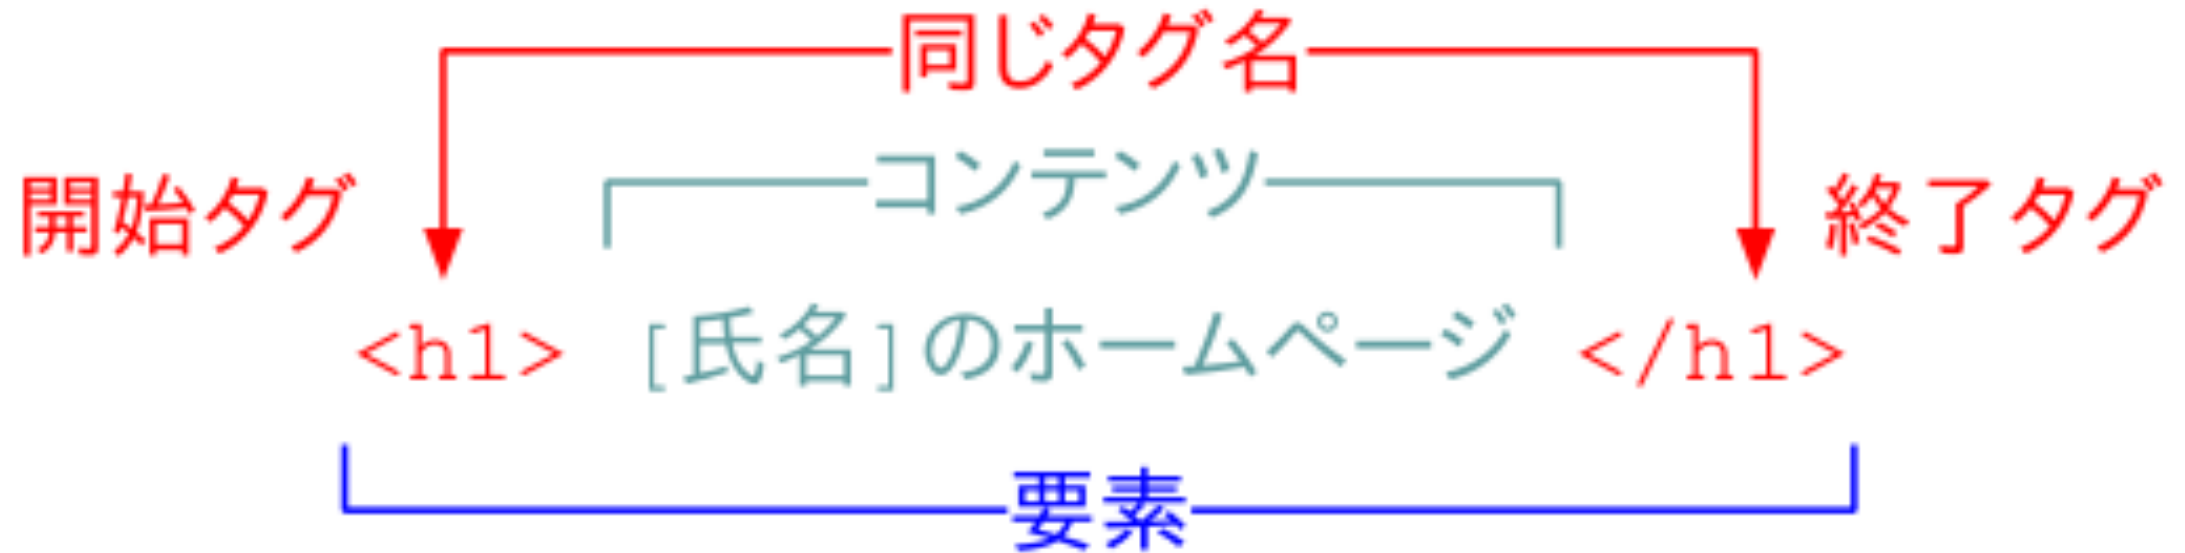 同じタグ名
コンテンツ
開始タグ
終了タグ
<h1> [氏名]のホームページ </h1>
要素